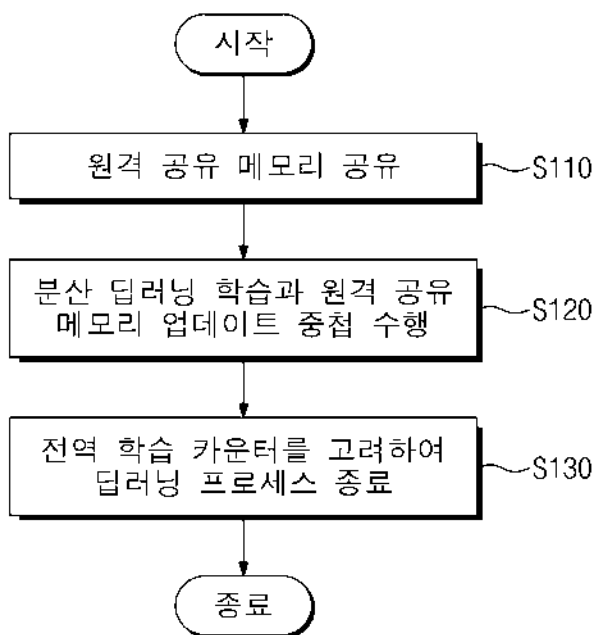 시작
원격 공유 메모리 공유
S110
분산 딥러닝 학습과 원격 공유
메모리 업데이트 중첩 수행
S120
전역 학습 카운터를 고려하여
딥러닝 프로세스 종료
S130
종료